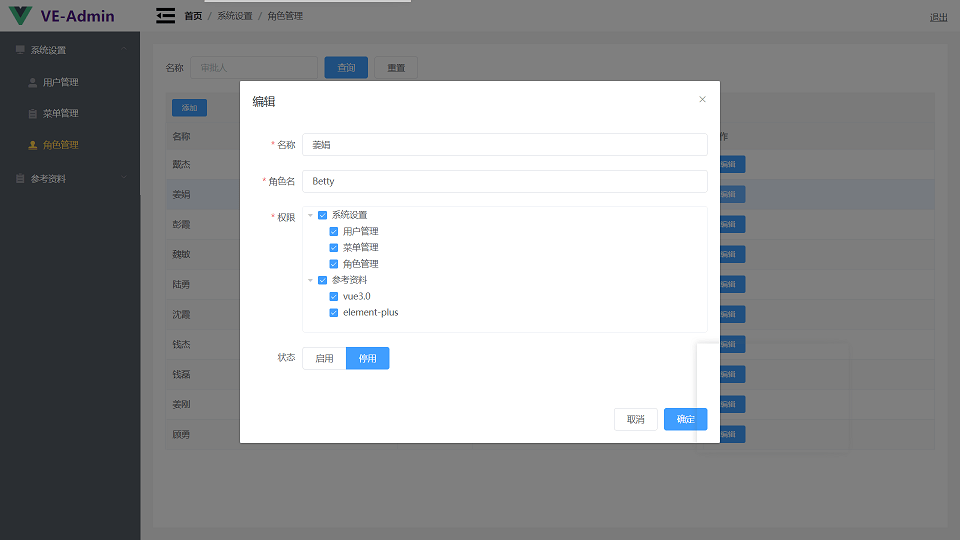 VE-Admin
首页 / 系统设置 / 角色管理
退出
系统设置
用户管理
菜单管理
角色管理
参考资料
名称 审批人 查询 重置
添加
名称
作
戴杰 编辑
姜娟 编辑
彭霞 编辑
魏敏 编辑
陆勇 编辑
沈霞 编辑
钱杰 编辑
钱磊 编辑
姜刚 编辑
顾勇 编辑
编辑
* 名称 姜娟
* 角色名 Betty
* 权限
系统设置
用户管理
菜单管理
角色管理
参考资料
vue3.0
element-plus
状态 启用 停用
取消 确定